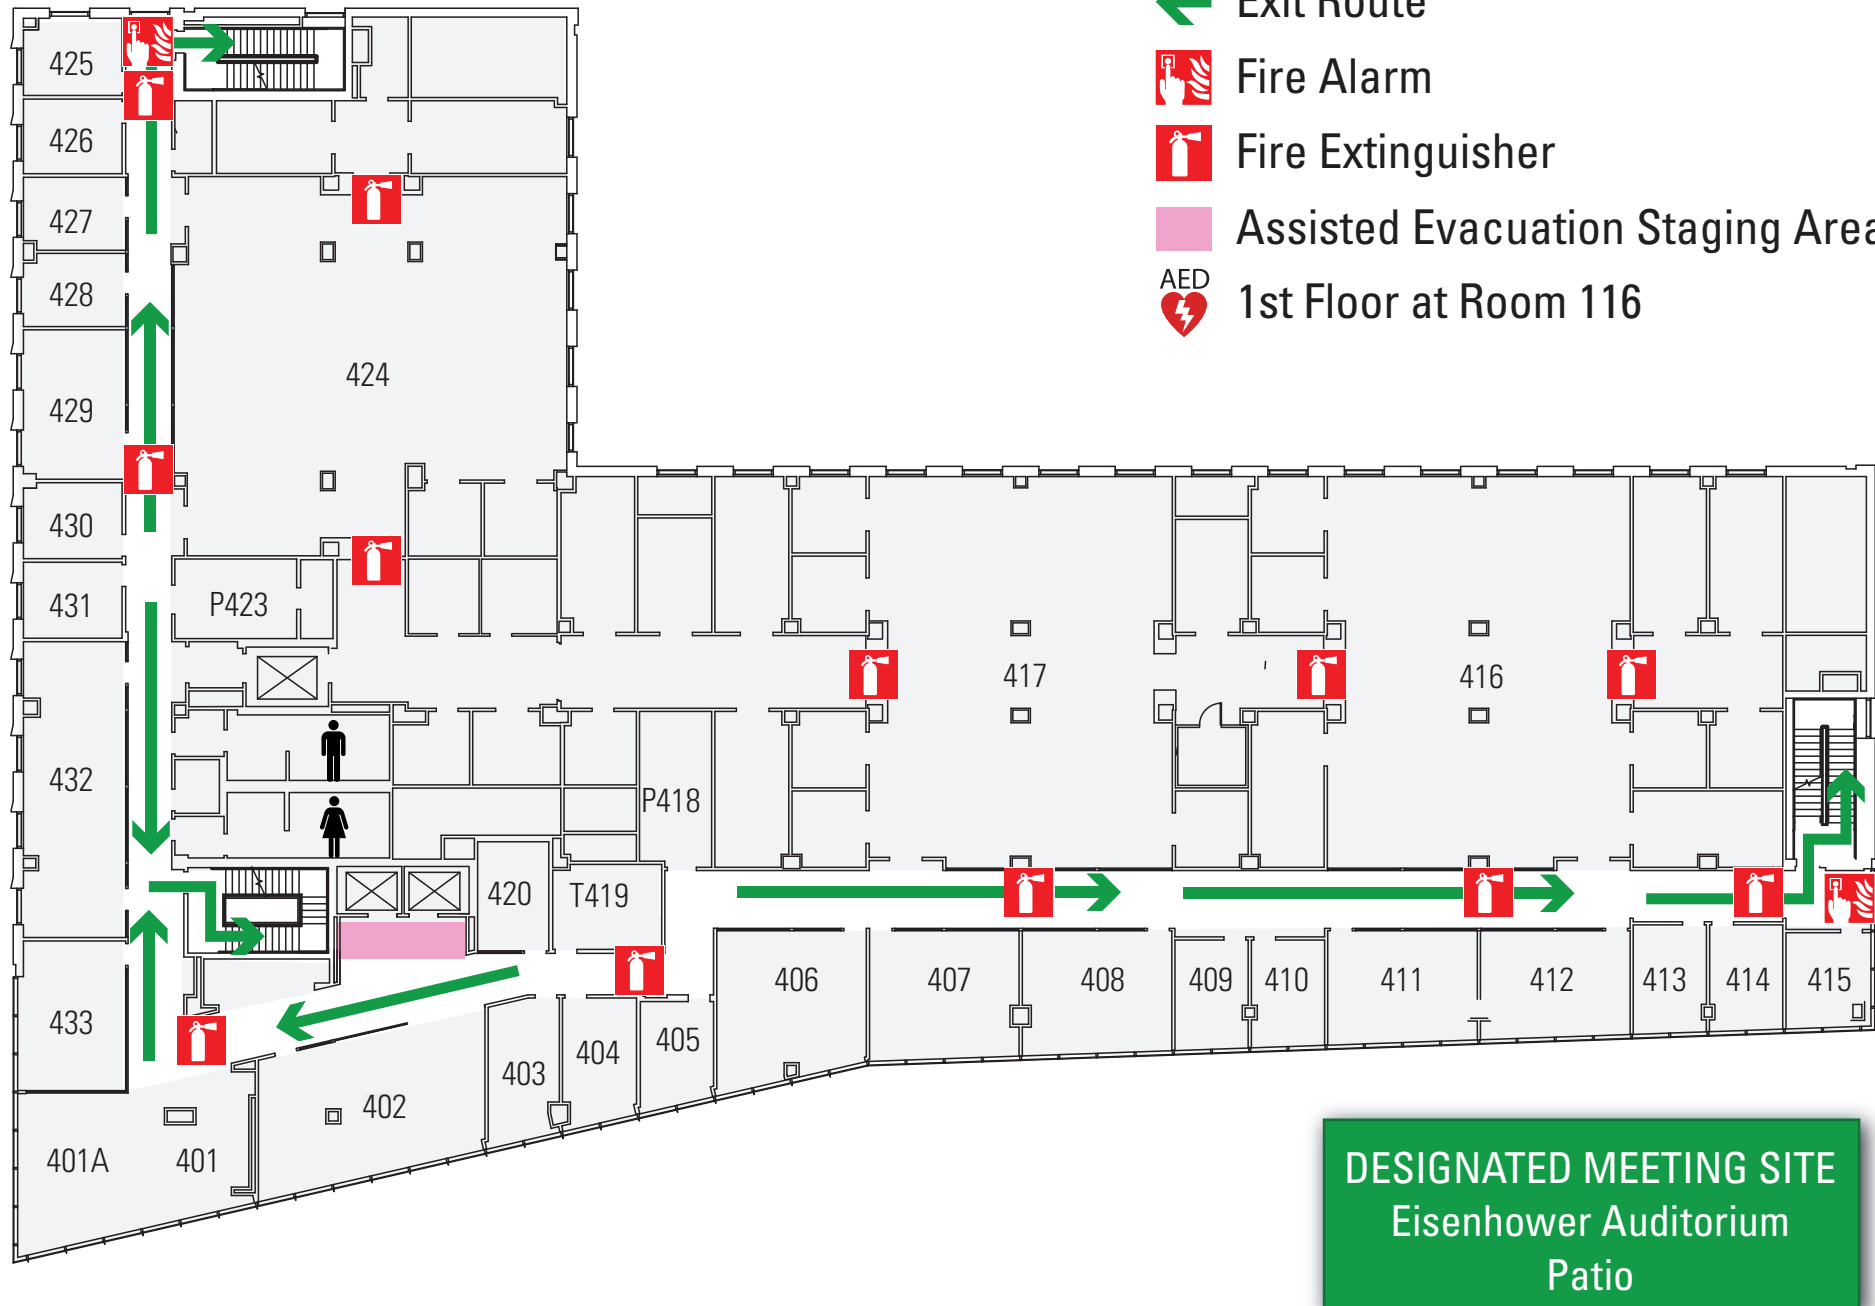 Exit Route
Fire Alarm
Fire Extinguisher
Assisted Evacuation Staging Area
AED
1st Floor at Room 116
425
426
427
428
429
424
430
431
P423
432
417
416
P418
420
T419
433
406
407
408
409
410
411
412
413
414
415
405
404
403
402
401A
401
DESIGNATED MEETING SITE
Eisenhower Auditorium
Patio